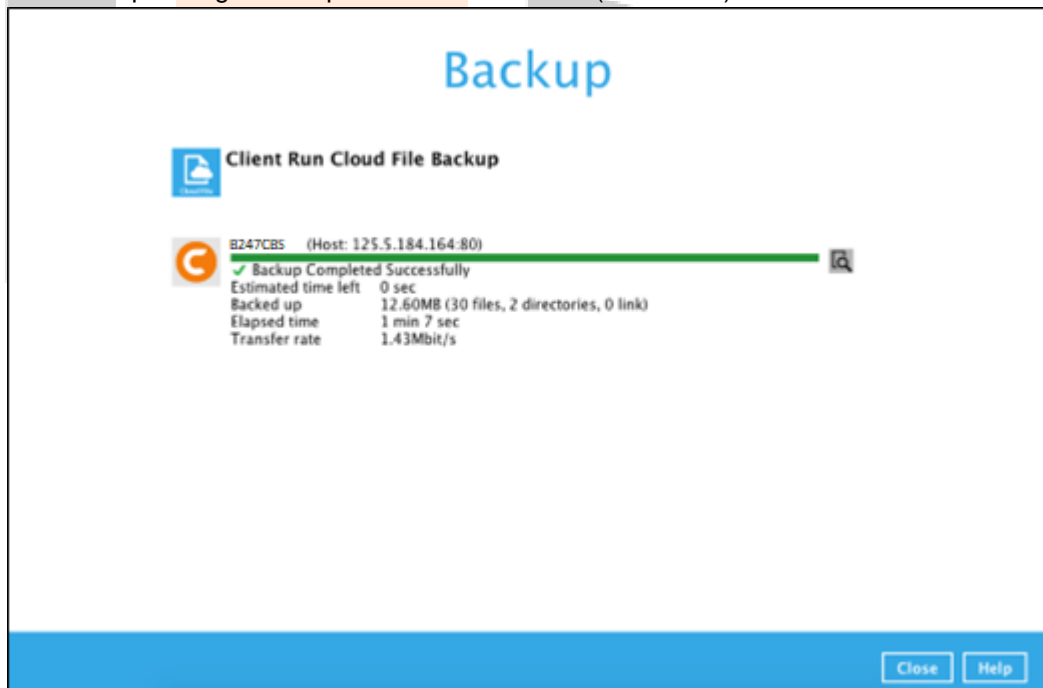 Backup
Client Run Cloud File Backup
B247CBS (Host: 125.5.184.164:80)
Backup Completed Successfully
Estimated time left 0 sec
Backed up 12.60MB (30 files, 2 directories, 0 link)
Elapsed time 1 min 7 sec
Transfer rate 1.43Mbit/s
Close Help